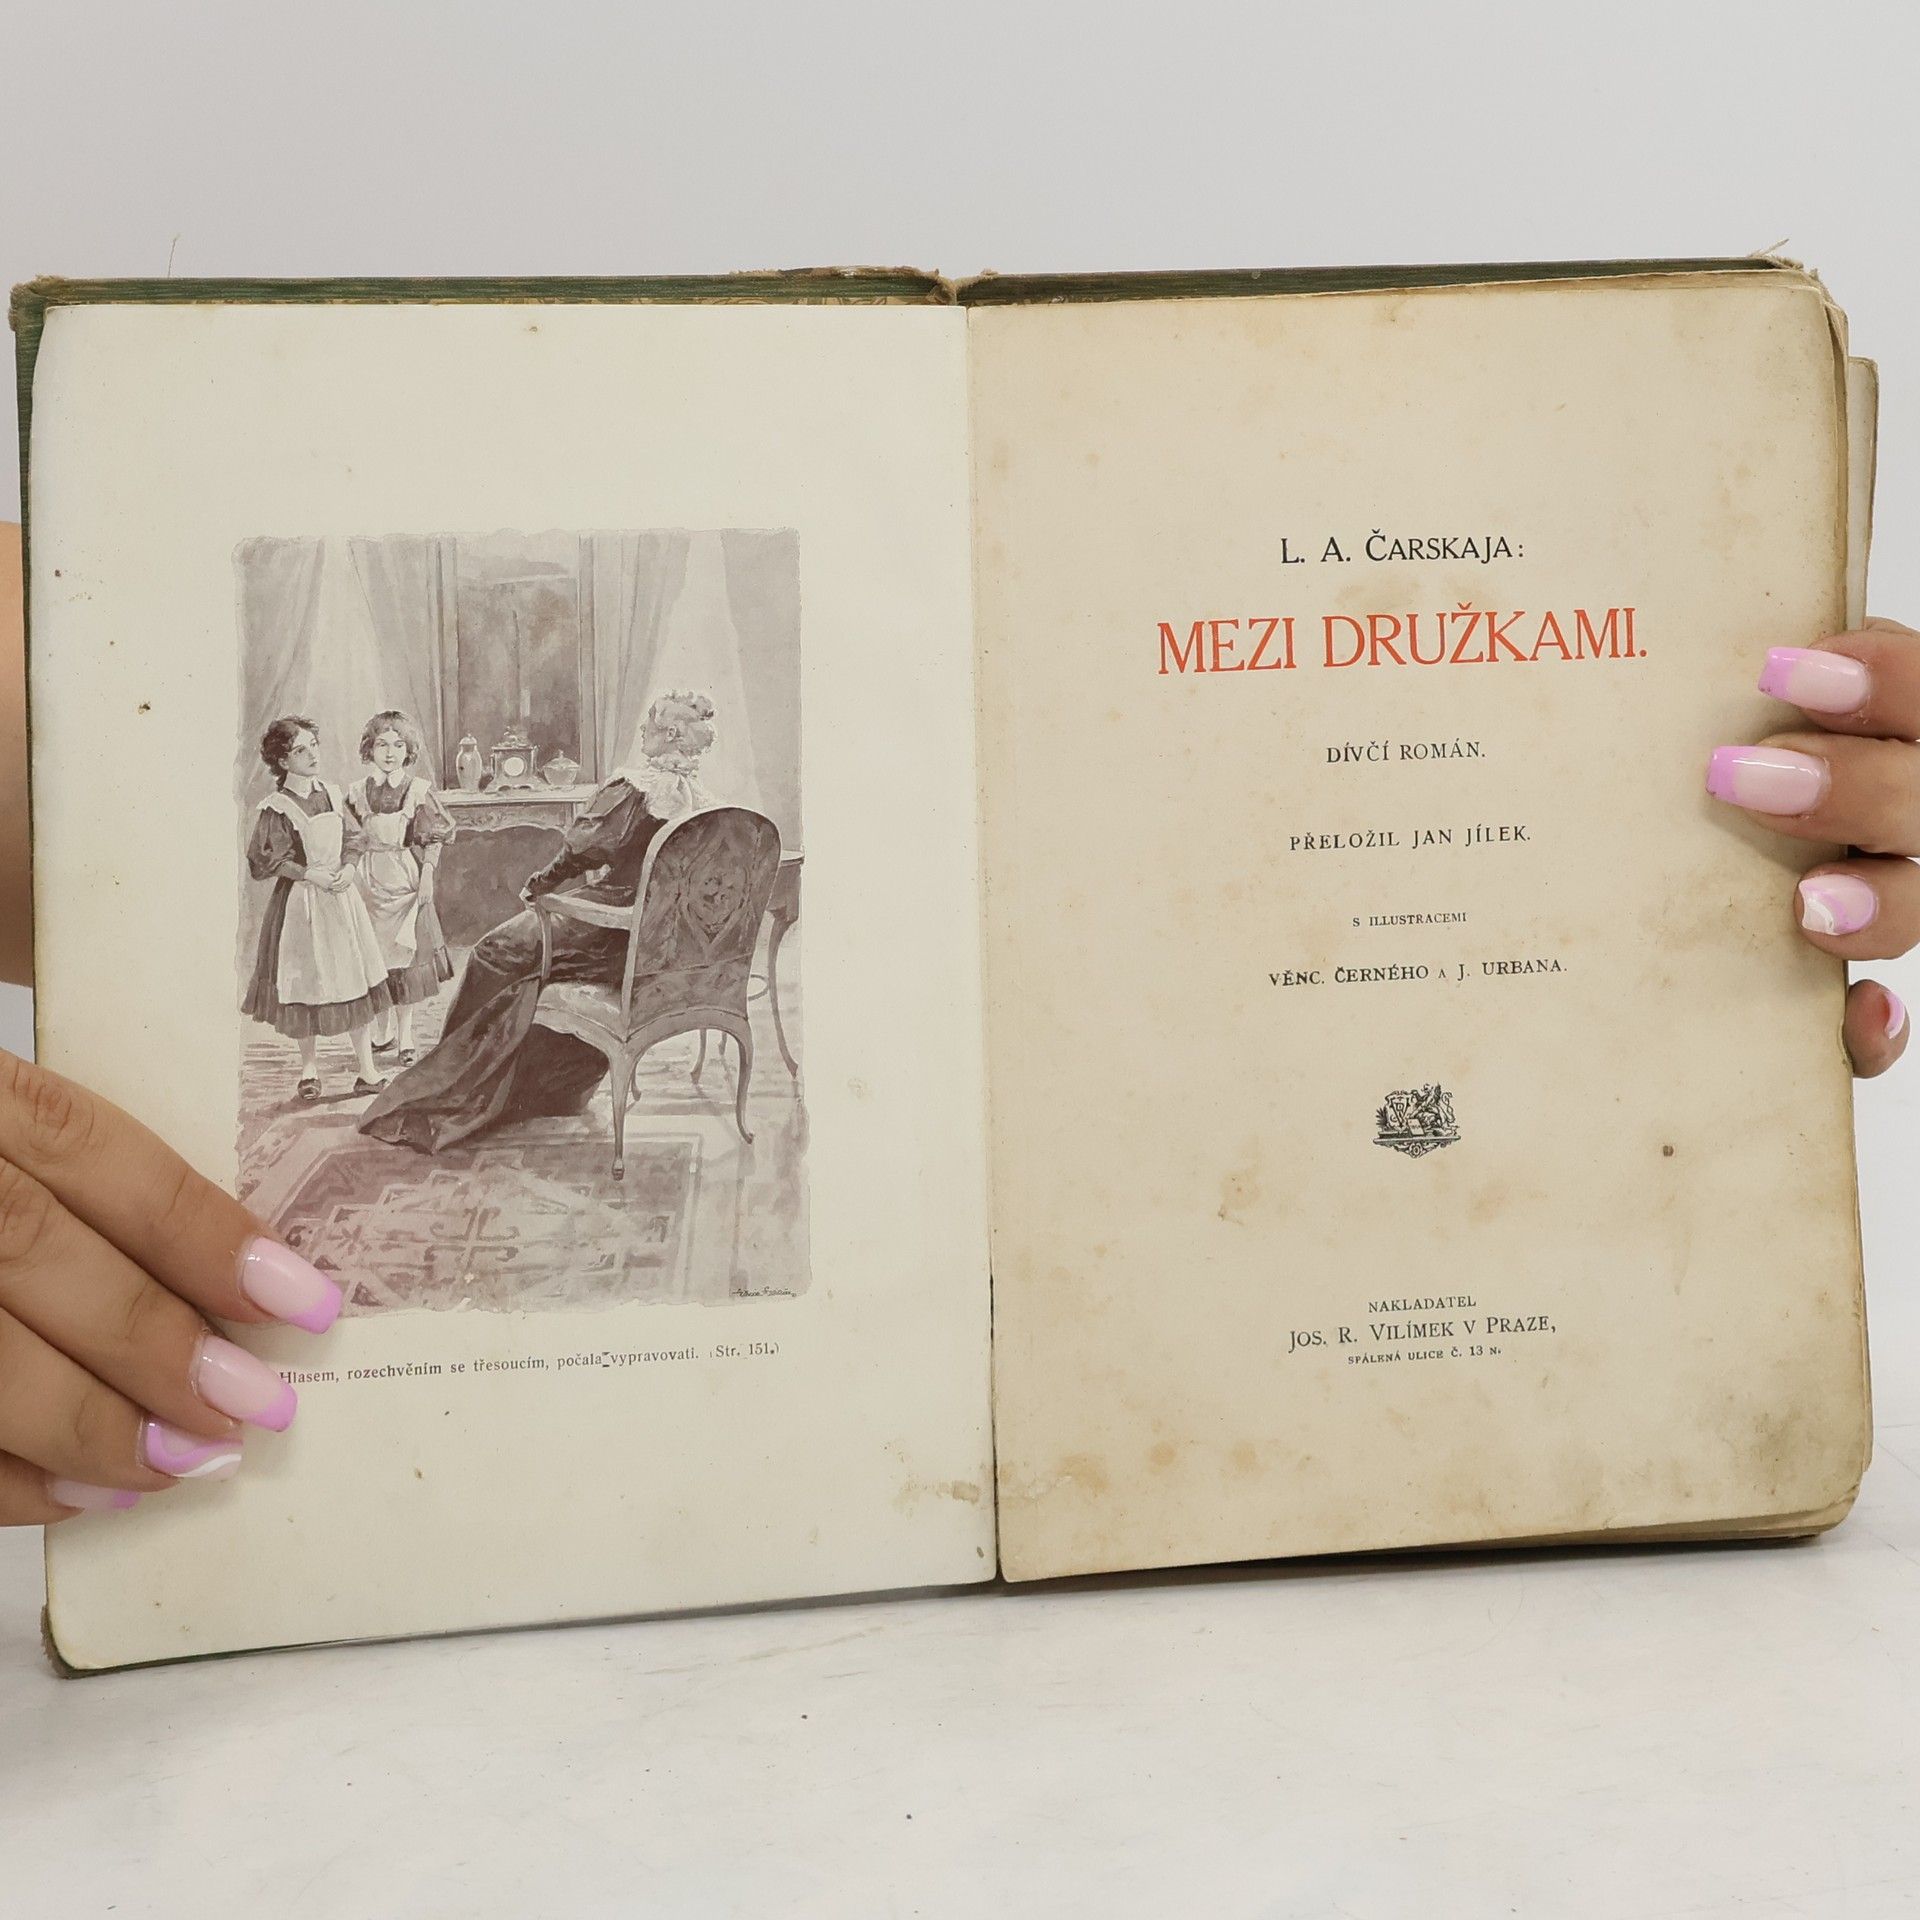 Hlasem, rozechvěním se třesoucím, počala vypravovati. (Str. 151.)
L. A. ČARSKAJA:
MEZI DRUŽKAMI.
DÍVČÍ ROMÁN.
PŘELOŽIL JAN JÍLEK.
S ILLUSTRACEMI
VĚNC. ČERNÉHO A J. URBANA.
NAKLADATEL
JOS. R. VILÍMEK V PRAZE,
SPÁLENÁ ULICE Č. 13 N.